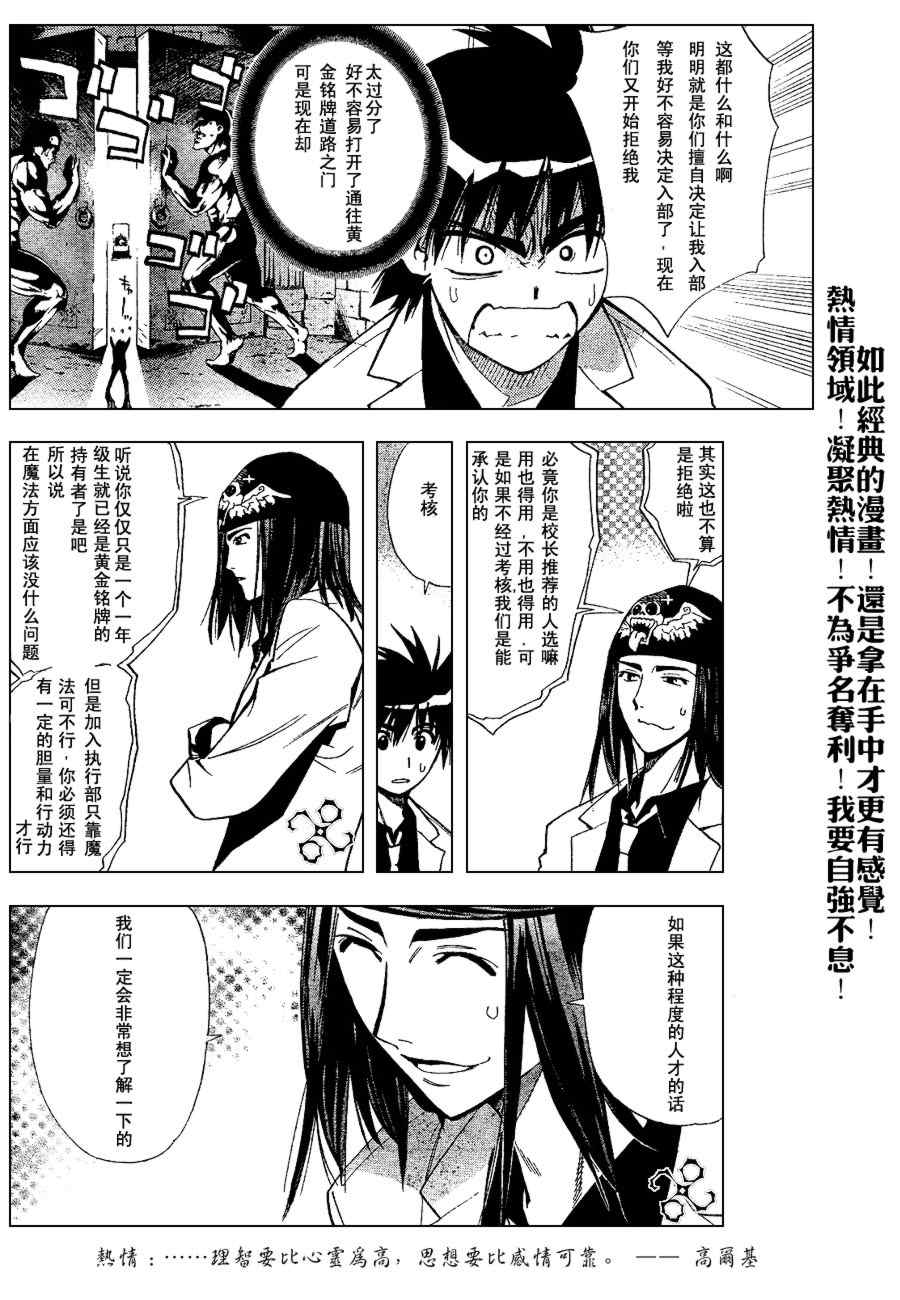 这都什么和什么啊
明明就是你们擅自决定让我入部
等我好不容易决定入部了，现在
你们又开始拒绝我
太过分了
好不容易打开了通往黄
金铭牌道路之门
可是现在却
ゴゴ
ゴゴ
其实这也不算
是拒绝啦
必竟你是校长推荐的人选嘛
用也得用，不用也得用，可
是如果不经过考核，我们是能
承认你的
考核
听说你仅仅只是一个一年
级生就已经是黄金铭牌的
持有者了是吧
所以说
在魔法方面应该没什么问题
但是加入执行部只靠魔
法可不行，你必须还得
有一定的胆量和行动力
才行
如果这种程度的人才的话
我们一定会非常想了解一下的
如此經典的漫畫！還是拿在手中才更有感覺！
熱情領域！凝聚熱情！不為爭名奪利！我要自強不息！
熱情：……理智要比心靈爲高，思想要比感情可靠。 —— 高爾基